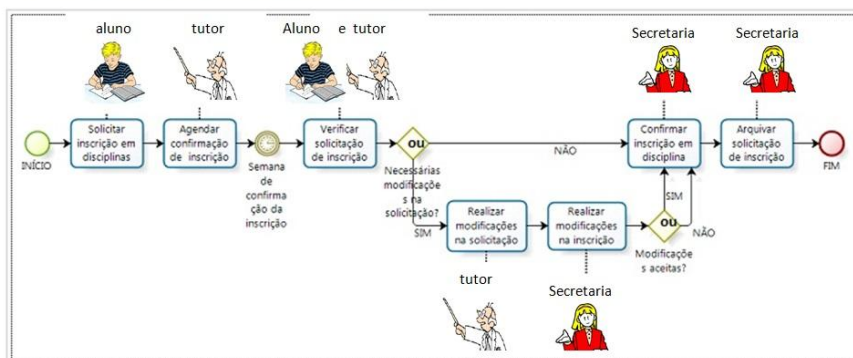 aluno
tutor
Aluno e tutor
Secretaria
Secretaria
INÍCIO
Solicitar
inscrição em
disciplinas
Agendar
confirmação
de inscrição
Semana
de
confirma
ção da
inscrição
Verificar
solicitação
de inscrição
ou
Necessárias
modificaçõe
s na
solicitação?
NÃO
SIM
Confirmar
inscrição em
disciplina
Arquivar
solicitação
de inscrição
FIM
Realizar
modificações
na solicitação
Realizar
modificações
na inscrição
ou
SIM
NÃO
Modificaçõe
s aceitas?
tutor
Secretaria